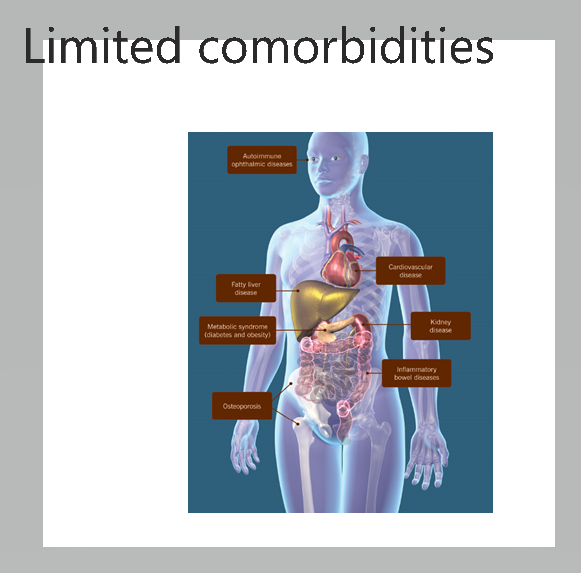 Limited comorbidities
Autoimmune
ophthalmic diseases
Cardiovascular
disease
Fatty liver
disease
Metabolic syndrome
(diabetes and obesity)
Kidney
disease
Inflammatory
bowel diseases
Osteoporosis